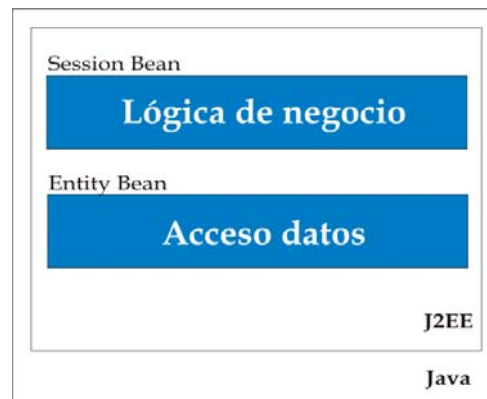 Session Bean
Lógica de negocio
Entity Bean
Acceso datos
J2EE
Java